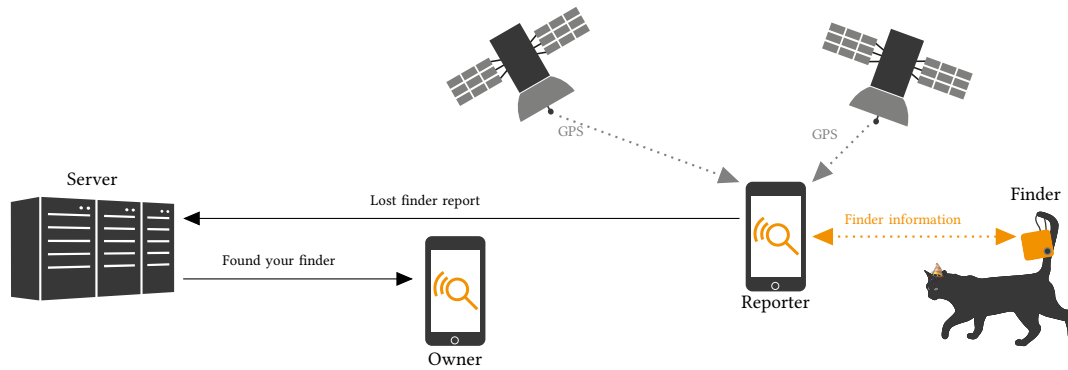 GPS
GPS
Server
Lost finder report
Finder
Finder information
Found your finder
Reporter
Owner